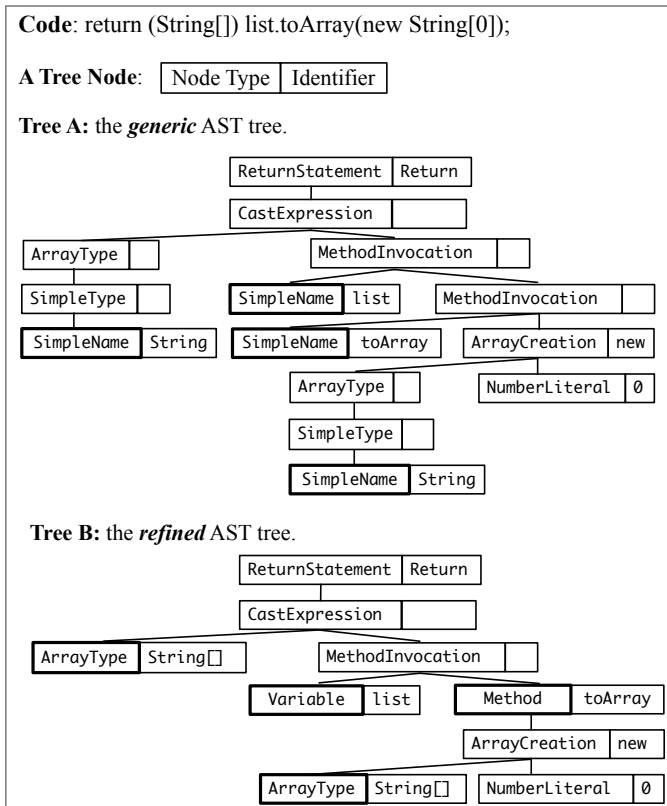 Code: return (String[]) list.toArray(new String[0]);
A Tree Node: Node Type Identifier
Tree A: the generic AST tree.
ReturnStatement Return
CastExpression
ArrayType MethodInvocation
SimpleType SimpleName list MethodInvocation
SimpleName String SimpleName toArray ArrayCreation new
ArrayType NumberLiteral 0
SimpleType
SimpleName String
Tree B: the refined AST tree.
ReturnStatement Return
CastExpression
ArrayType String[] MethodInvocation
Variable list Method toArray
ArrayCreation new
ArrayType String[] NumberLiteral 0